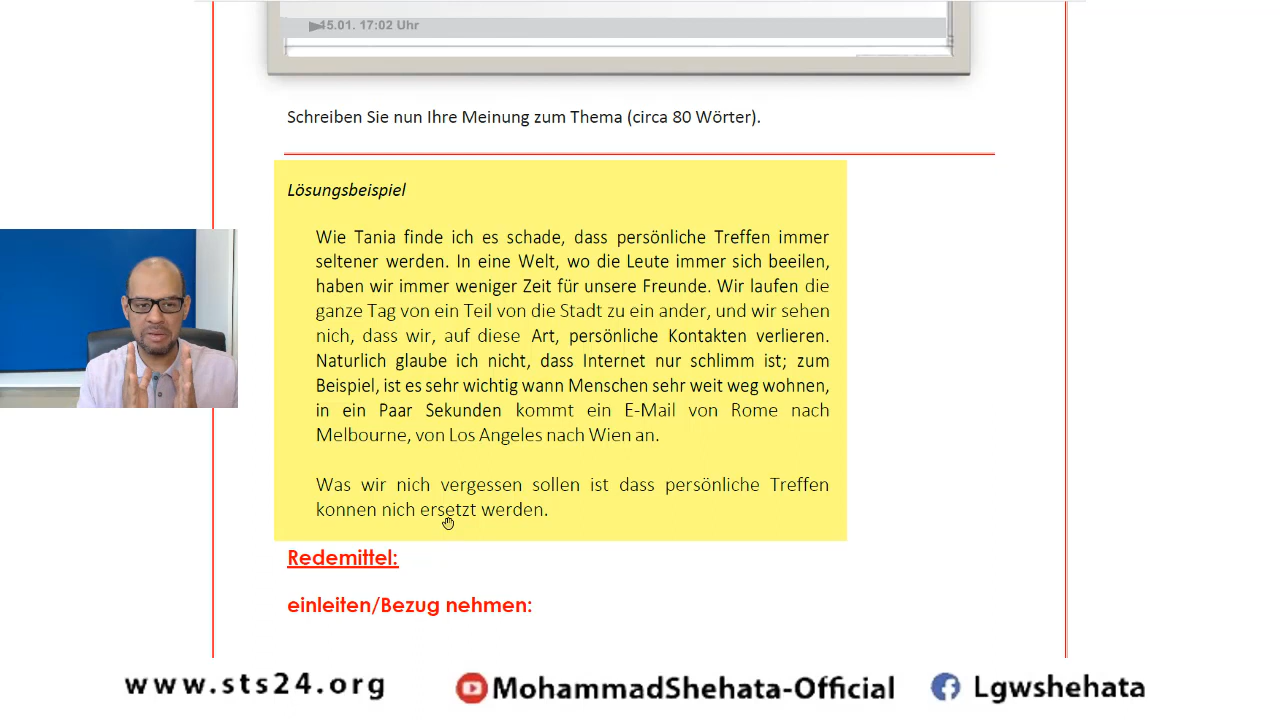 15.01. 17:02 Uhr
Schreiben Sie nun Ihre Meinung zum Thema (circa 80 Wörter).
Lösungsbeispiel
Wie Tania finde ich es schade, dass persönliche Treffen immer
seltener werden. In eine Welt, wo die Leute immer sich beeilen,
haben wir immer weniger Zeit für unsere Freunde. Wir laufen die
ganze Tag von ein Teil von die Stadt zu ein ander, und wir sehen
nich, dass wir, auf diese Art, persönliche Kontakten verlieren.
Naturlich glaube ich nicht, dass Internet nur schlimm ist; zum
Beispiel, ist es sehr wichtig wann Menschen sehr weit weg wohnen,
in ein Paar Sekunden kommt ein E-Mail von Rome nach
Melbourne, von Los Angeles nach Wien an.
Was wir nich vergessen sollen ist dass persönliche Treffen
konnen nich ersetzt werden.
Redemittel:
einleiten/Bezug nehmen:
www.sts24.org MohammadShehata-Official Lgwshehata